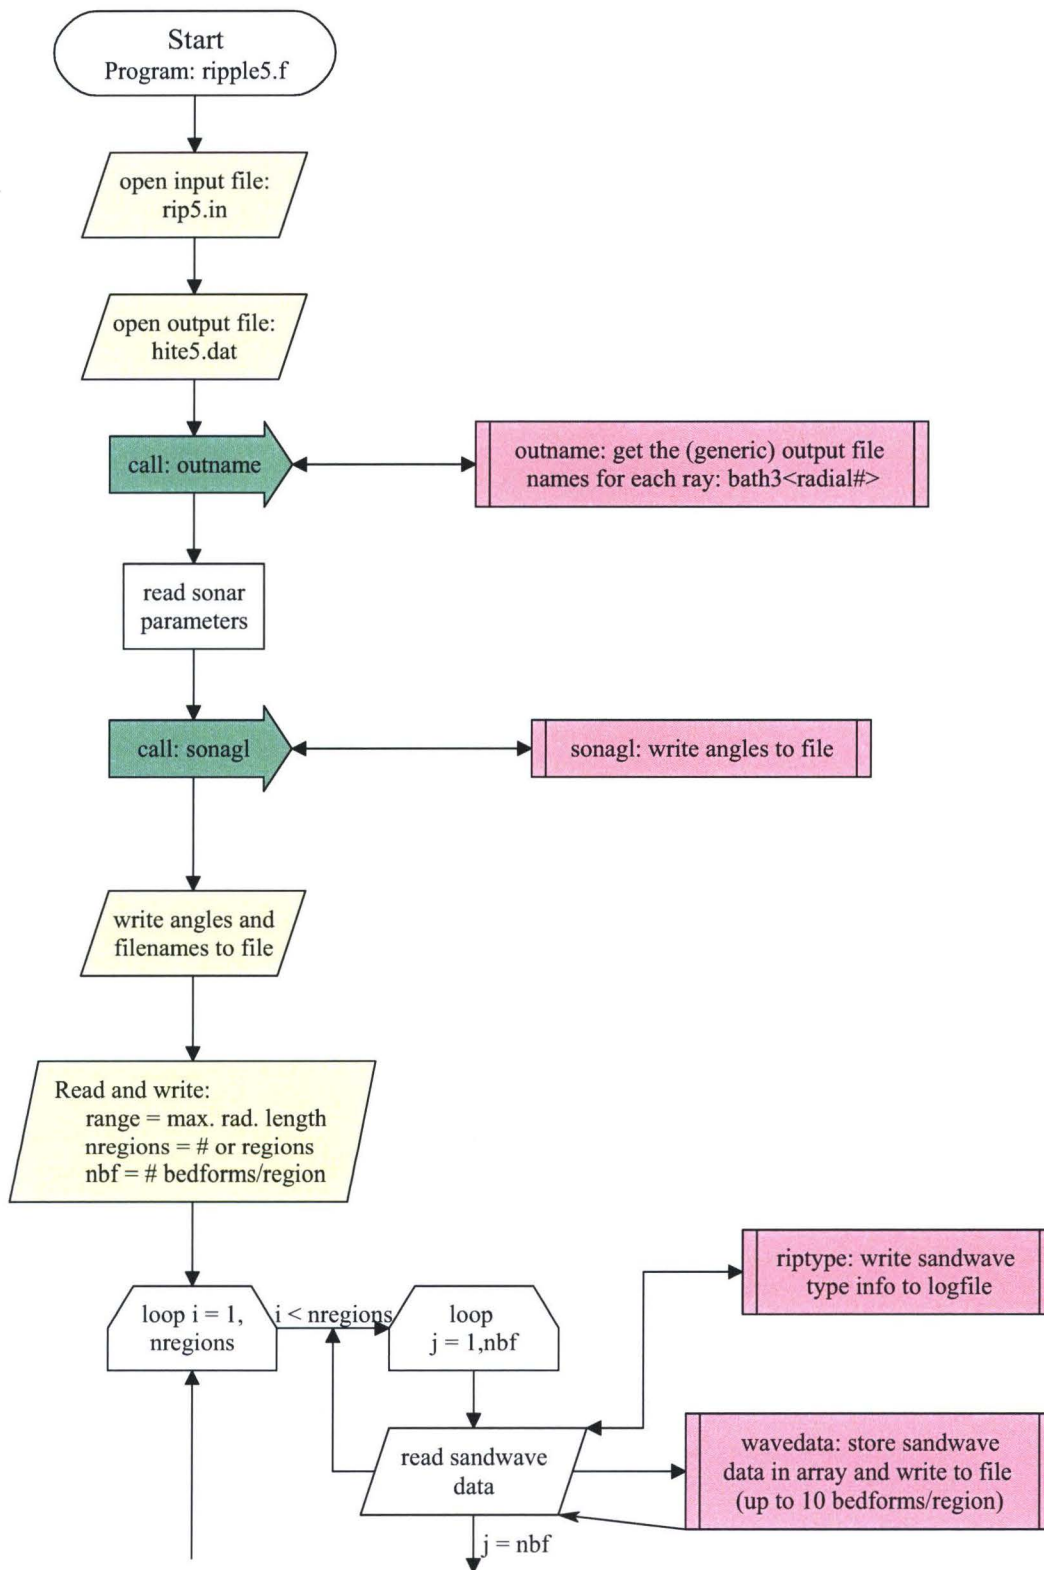 Start
Program: ripple5.f
open input file:
rip5.in
open output file:
hite5.dat
call: outname
outname: get the (generic) output file
names for each ray: bath3<radial#>
read sonar
parameters
call: sonagl
sonagl: write angles to file
write angles and
filenames to file
Read and write:
range = max. rad. length
nregions = # or regions
nbf = # bedforms/region
riptype: write sandwave
type info to logfile
loop i = 1,
nregions
i < nregions
loop
j = 1,nbf
read sandwave
data
wavedata: store sandwave
data in array and write to file
(up to 10 bedforms/region)
j = nbf